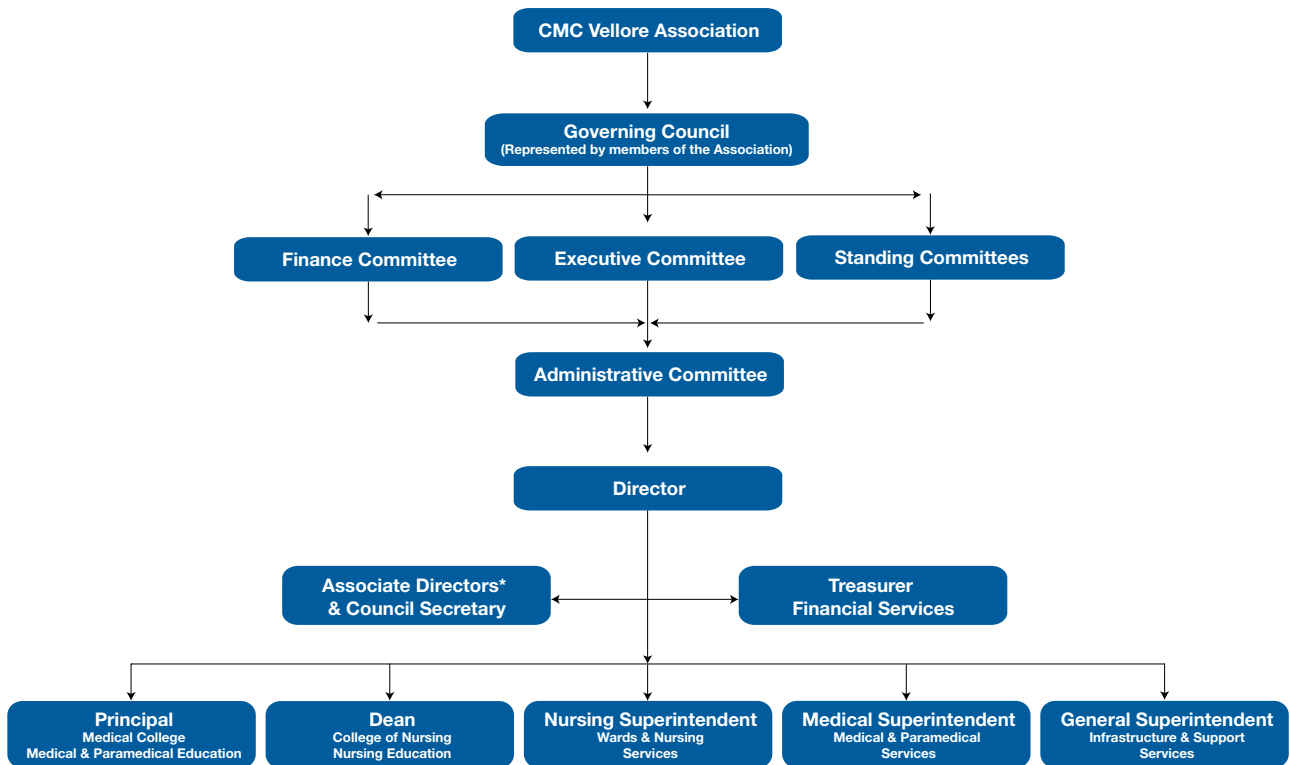 CMC Vellore Association
Governing Council
(Represented by members of the Association)
Finance Committee
Executive Committee
Standing Committees
Administrative Committee
Director
Associate Directors*
& Council Secretary
Treasurer
Financial Services
Principal
Medical College
Medical & Paramedical Education
Dean
College of Nursing
Nursing Education
Nursing Superintendent
Wards & Nursing
Services
Medical Superintendent
Medical & Paramedical
Services
General Superintendent
Infrastructure & Support
Services